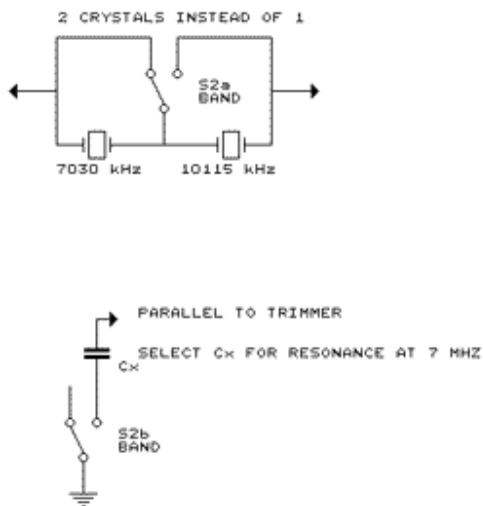 2 CRYSTALS INSTEAD OF 1
S2a
BAND
7030 kHz
10115 kHz
PARALLEL TO TRIMMER
SELECT Cx FOR RESONANCE AT 7 MHZ
Cx
S2b
BAND